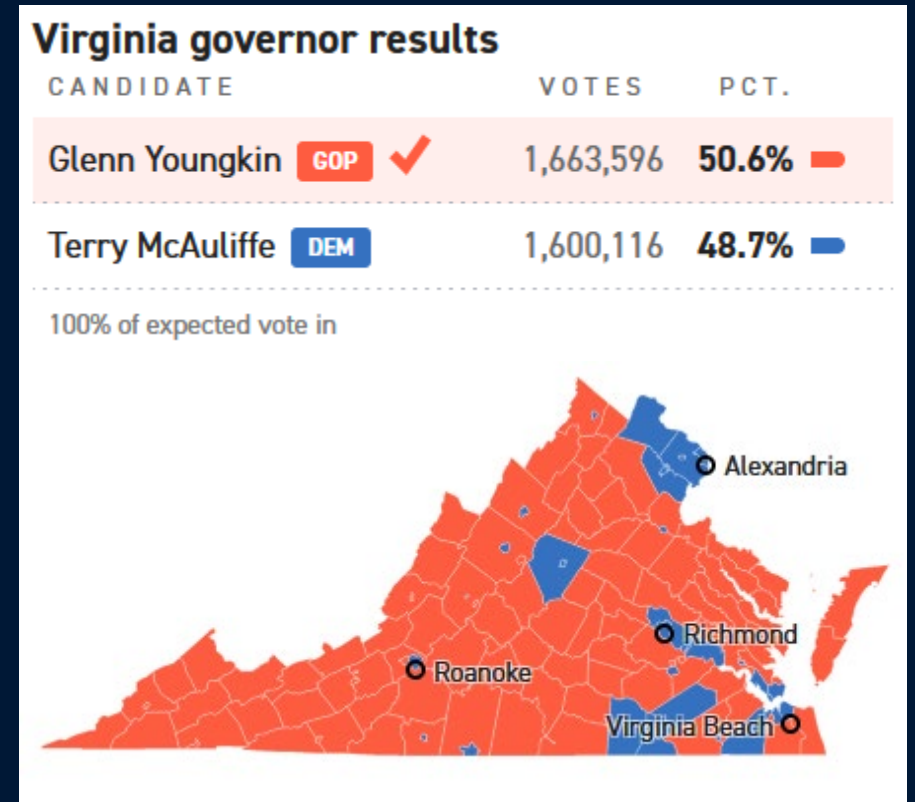 Virginia governor results
CANDIDATE VOTES PCT.
Glenn Youngkin GOP 1,663,596 50.6%
Terry McAuliffe DEM 1,600,116 48.7%
100% of expected vote in
Alexandria
Richmond
Roanoke
Virginia Beach